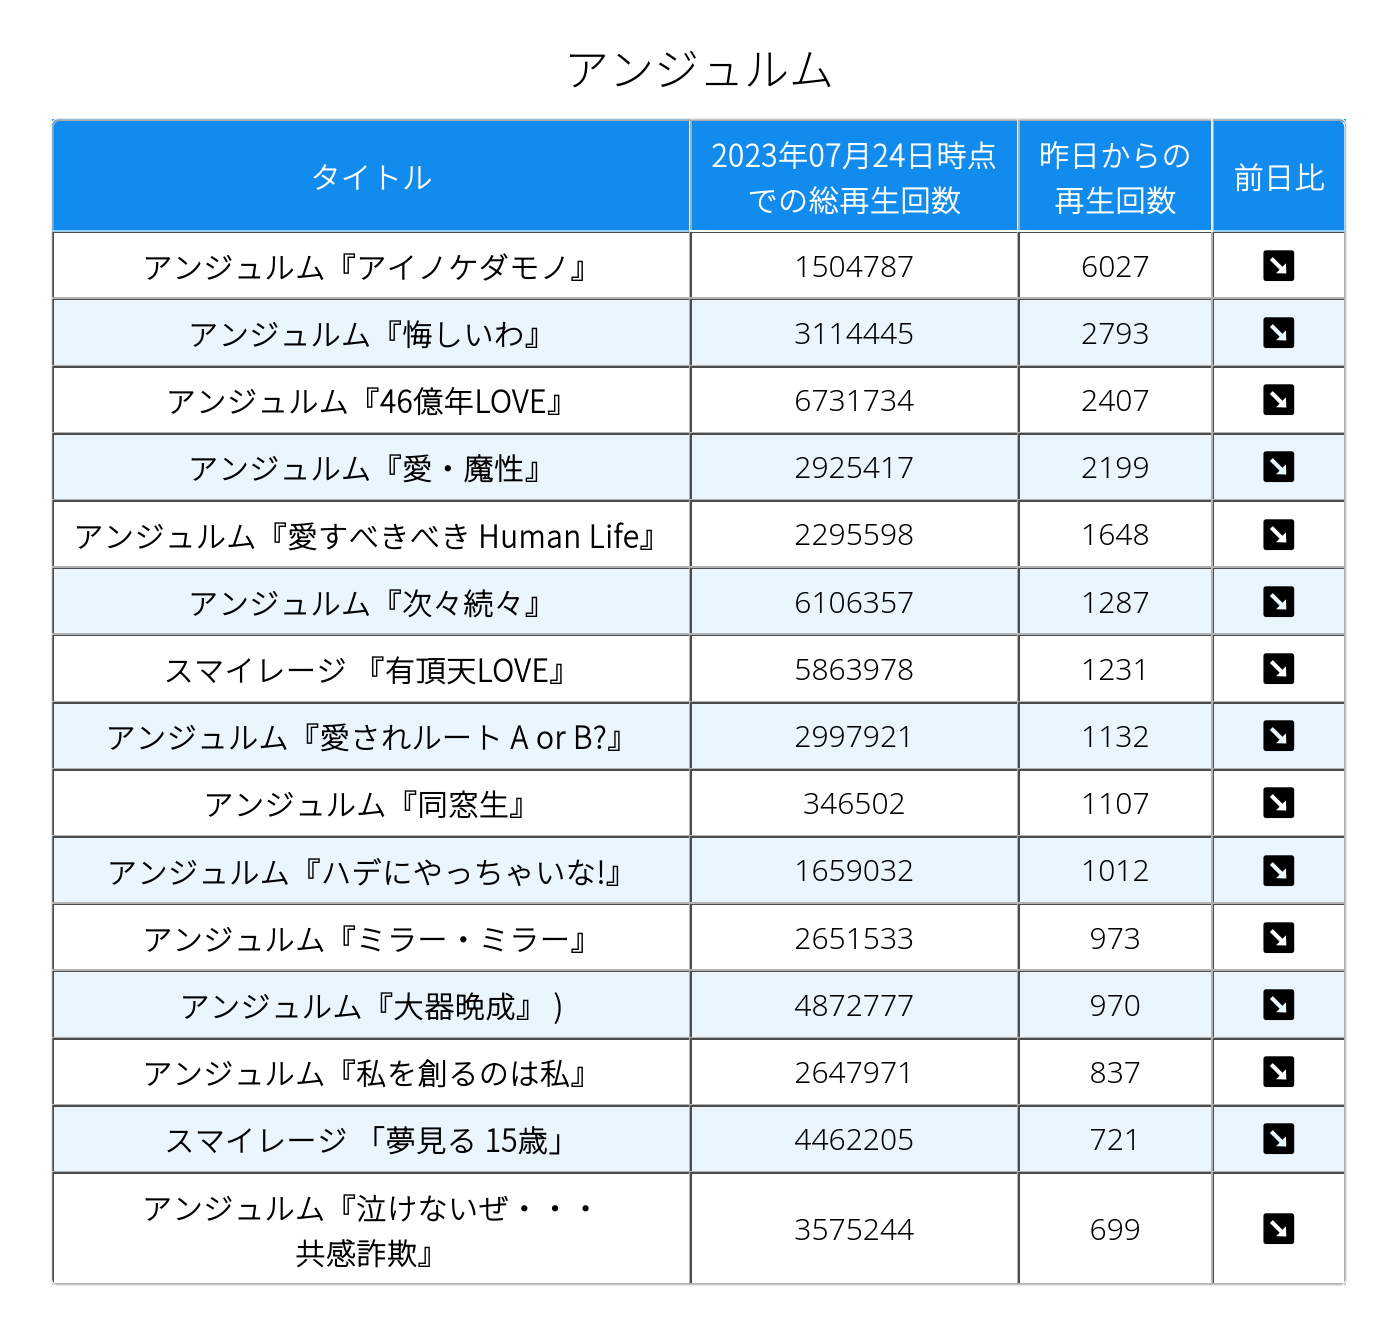 アンジュルム
タイトル 2023年07月24日時点での総再生回数 昨日からの再生回数 前日比
アンジュルム『アイノケダモノ』 1504787 6027 ↘
アンジュルム『悔しいわ』 3114445 2793 ↘
アンジュルム『46億年LOVE』 6731734 2407 ↘
アンジュルム『愛・魔性』 2925417 2199 ↘
アンジュルム『愛すべきべき Human Life』 2295598 1648 ↘
アンジュルム『次々続々』 6106357 1287 ↘
スマイレージ 『有頂天LOVE』 5863978 1231 ↘
アンジュルム『愛されルート A or B?』 2997921 1132 ↘
アンジュルム『同窓生』 346502 1107 ↘
アンジュルム『ハデにやっちゃいな!』 1659032 1012 ↘
アンジュルム『ミラー・ミラー』 2651533 973 ↘
アンジュルム『大器晩成』 ) 4872777 970 ↘
アンジュルム『私を創るのは私』 2647971 837 ↘
スマイレージ 「夢見る 15歳」 4462205 721 ↘
アンジュルム『泣けないぜ・・・共感詐欺』 3575244 699 ↘